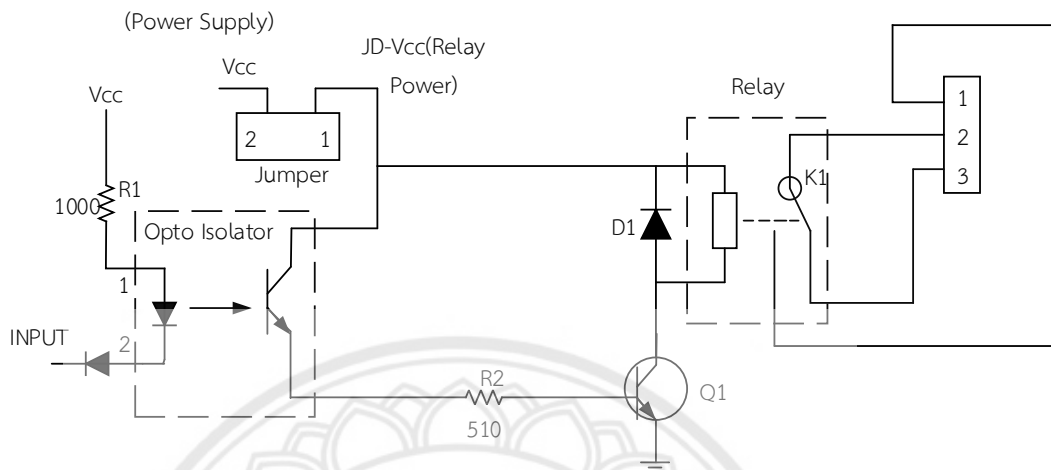 (Power Supply)
JD-Vcc(Relay
Power)
Vcc
Vcc
2 1
Jumper
Relay
1
2
3
K1
R1
1000
Opto Isolator
D1
1
INPUT
2
R2
510
Q1